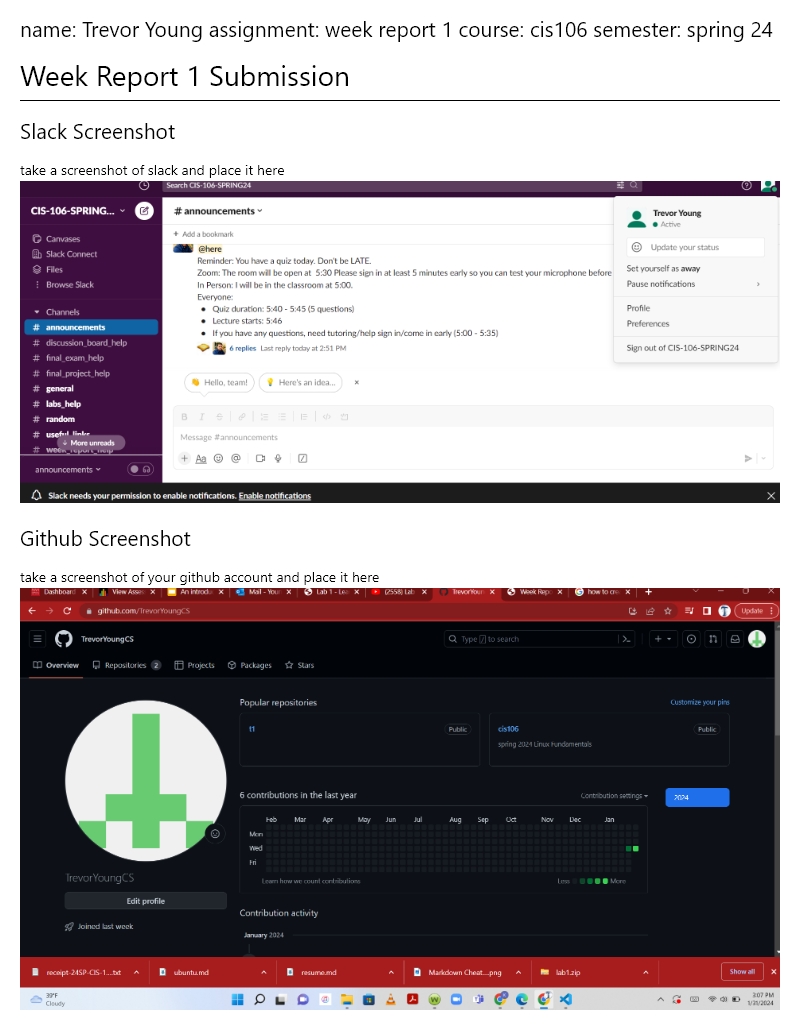 name: Trevor Young assignment: week report 1 course: cis106 semester: spring 24
Week Report 1 Submission
Slack Screenshot
take a screenshot of slack and place it here
Search CIS-106-SPRING24
CIS-106-SPRING...
# announcements
Trevor Young
Active
Add a bookmark
Canvases
Slack Connect
Files
Browse Slack
Channels
# announcements
# discussion_board_help
# final_exam_help
# final_project_help
# general
# labs_help
# random
# useful_links
More unreads
# week_report_help
announcements
@here
Reminder: You have a quiz today. Don't be LATE.
Zoom: The room will be open at 5:30 Please sign in at least 5 minutes early so you can test your microphone before
In Person: I will be in the classroom at 5:00.
Everyone:
• Quiz duration: 5:40 - 5:45 (5 questions)
• Lecture starts: 5:46
• If you have any questions, need tutoring/help sign in/come in early (5:00 - 5:35)
6 replies Last reply today at 2:51 PM
Hello, team!
Here's an idea...
Message #announcements
Update your status
Set yourself as away
Pause notifications
Profile
Preferences
Sign out of CIS-106-SPRING24
Slack needs your permission to enable notifications. Enable notifications
Github Screenshot
take a screenshot of your github account and place it here
Dashboard
View Asses
An introdu
Mail - You
Lab 1 - Le
(2558) Lab
TrevorYoun
Week Rep
how to cre
github.com/TrevorYoungCS
Update
TrevorYoungCS
Type / to search
Overview
Repositories 2
Projects
Packages
Stars
Popular repositories
Customize your pins
t1
Public
cis106
Public
spring 2024 Linux Fundamentals
6 contributions in the last year
Contribution settings
2024
Feb Mar Apr May Jun Jul Aug Sep Oct Nov Dec Jan
Mon
Wed
Fri
Learn how we count contributions
Less
More
TrevorYoungCS
Edit profile
Joined last week
Contribution activity
January 2024
receipt-24SP-CIS-1....txt
ubuntu.md
resume.md
Markdown Cheat....png
lab1.zip
Show all
39°F
Cloudy
3:07 PM
1/31/2024